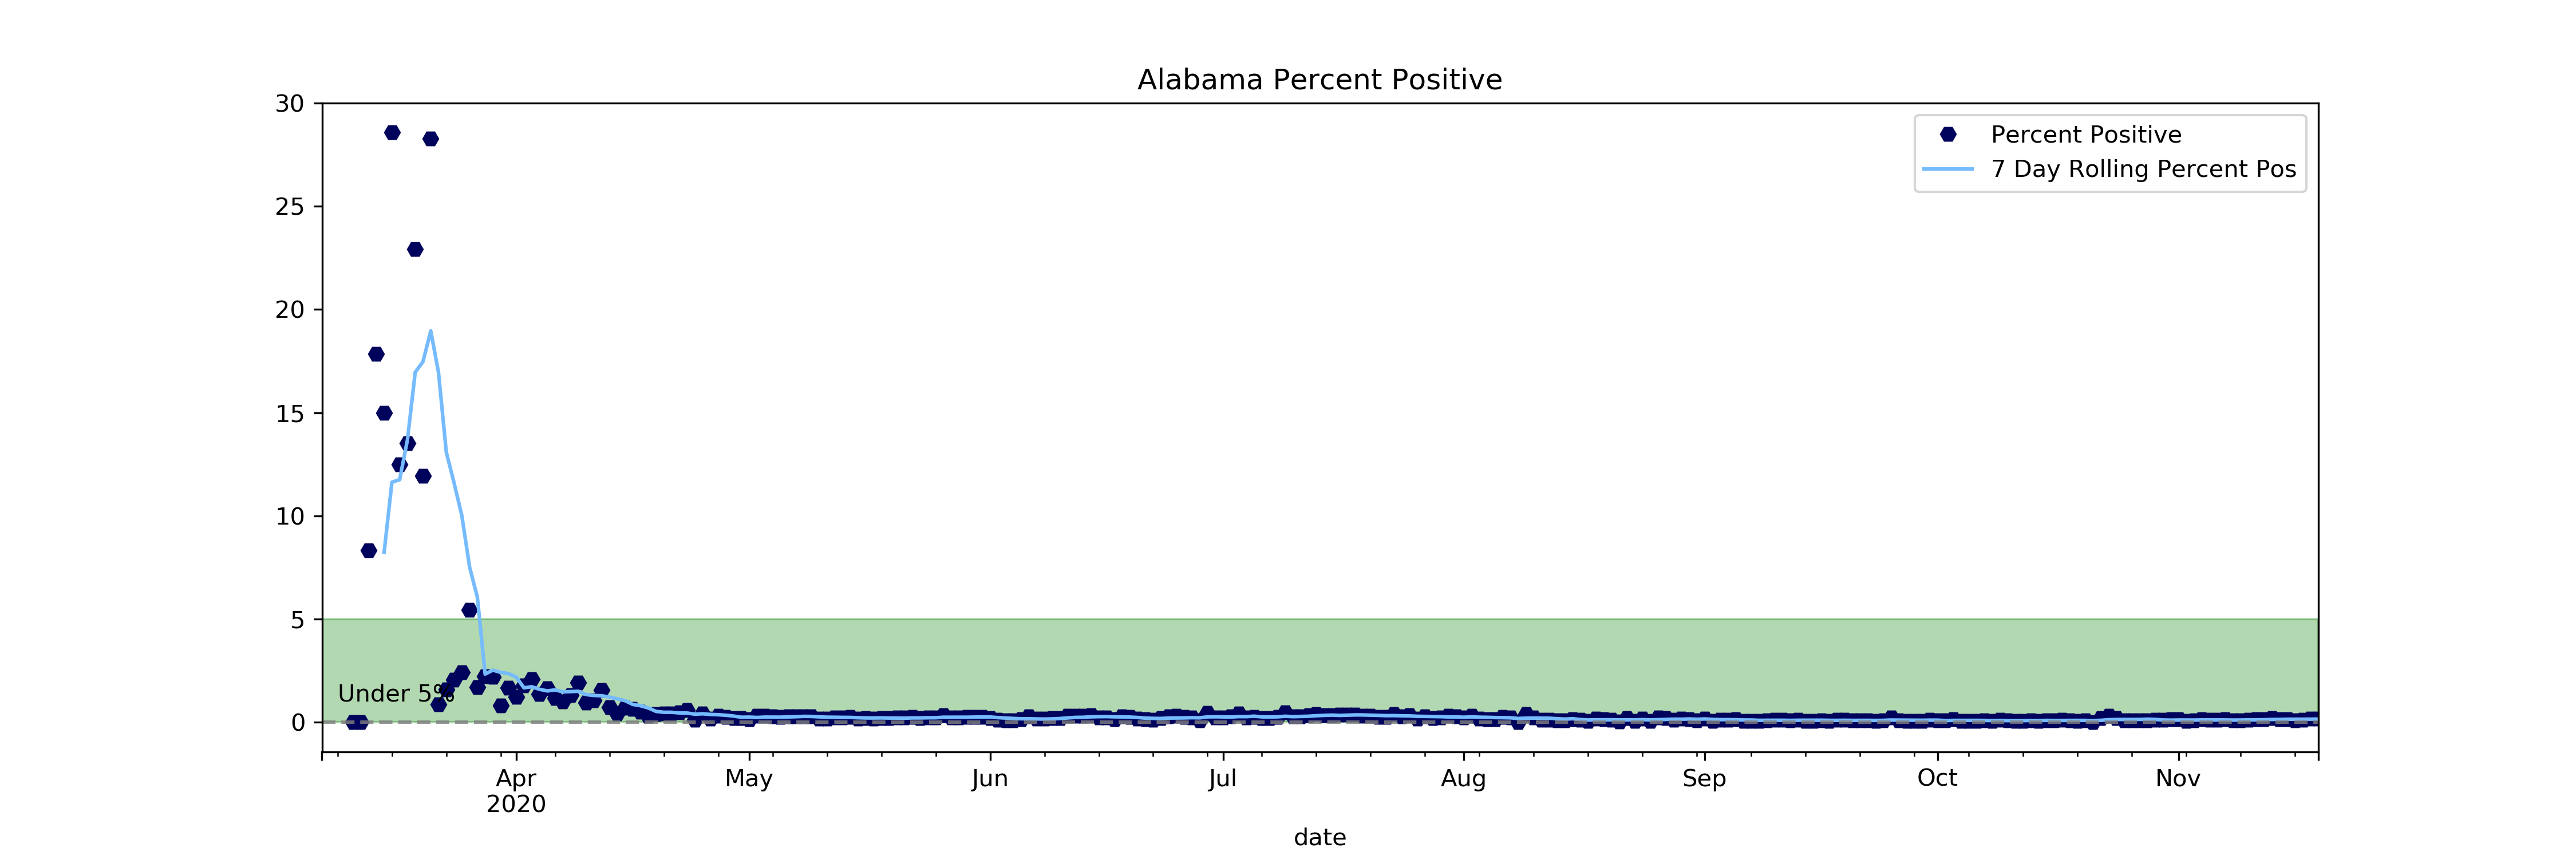 Alabama Percent Positive
30
25
20
15
10
5
0
Percent Positive
7 Day Rolling Percent Pos
Under 5%
Apr
2020
May
Jun
Jul
Aug
Sep
Oct
Nov
date